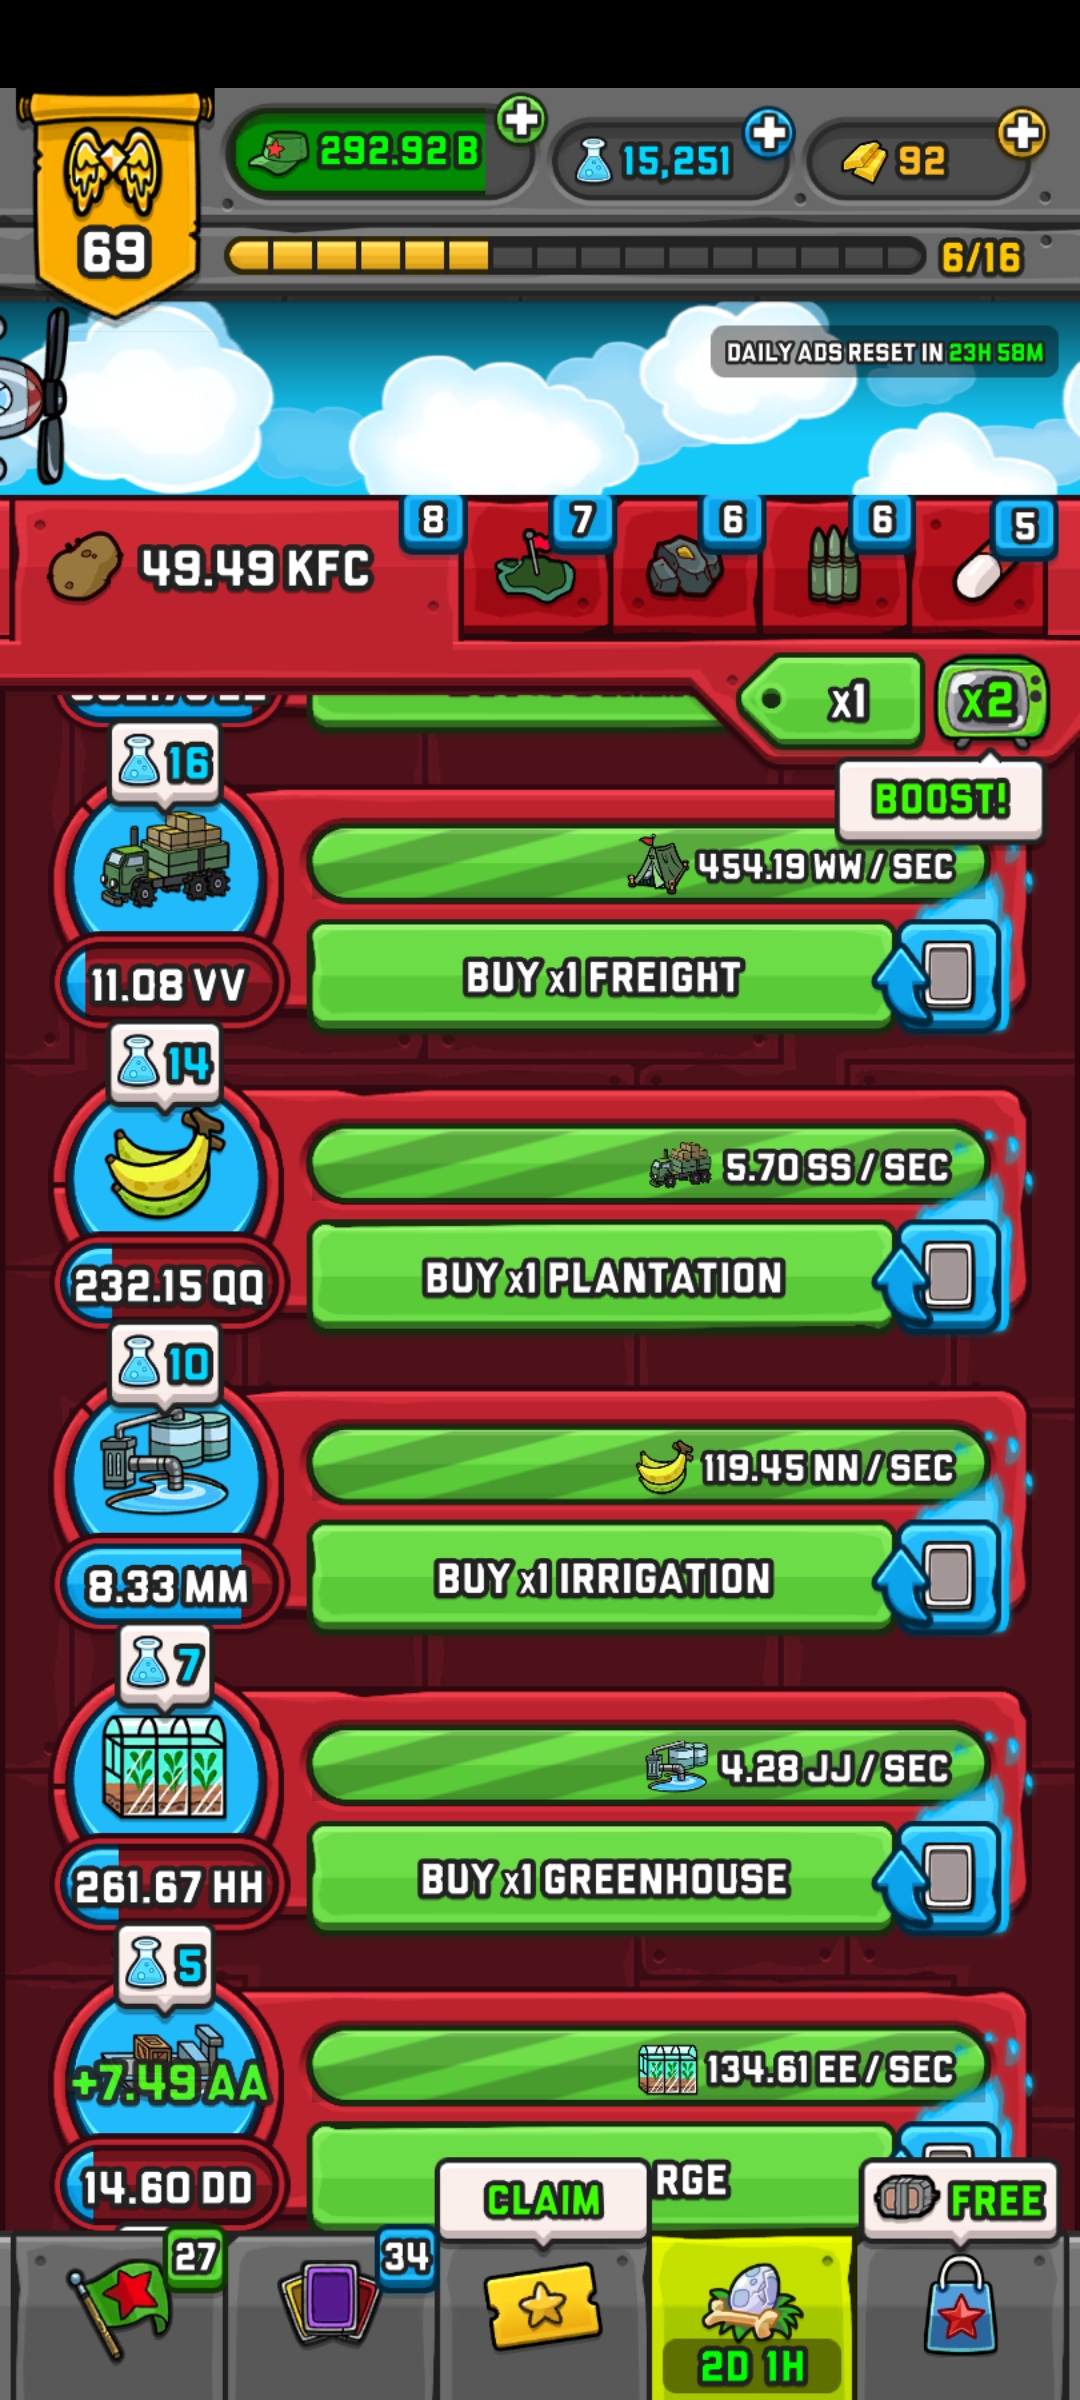 292.92 B
15,251
92
69
6/16
DAILY ADS RESET IN 23H 58M
49.49 KFC
8
7
6
6
5
x1
x2
BOOST!
16
454.19 WW / SEC
BUY x1 FREIGHT
11.08 VV
14
5.70 SS / SEC
BUY x1 PLANTATION
232.15 QQ
10
119.45 NN / SEC
BUY x1 IRRIGATION
8.33 MM
7
4.28 JJ / SEC
BUY x1 GREENHOUSE
261.67 HH
5
134.61 EE / SEC
+7.49 AA
14.60 DD
RGE
CLAIM
FREE
27
34
2D 1H